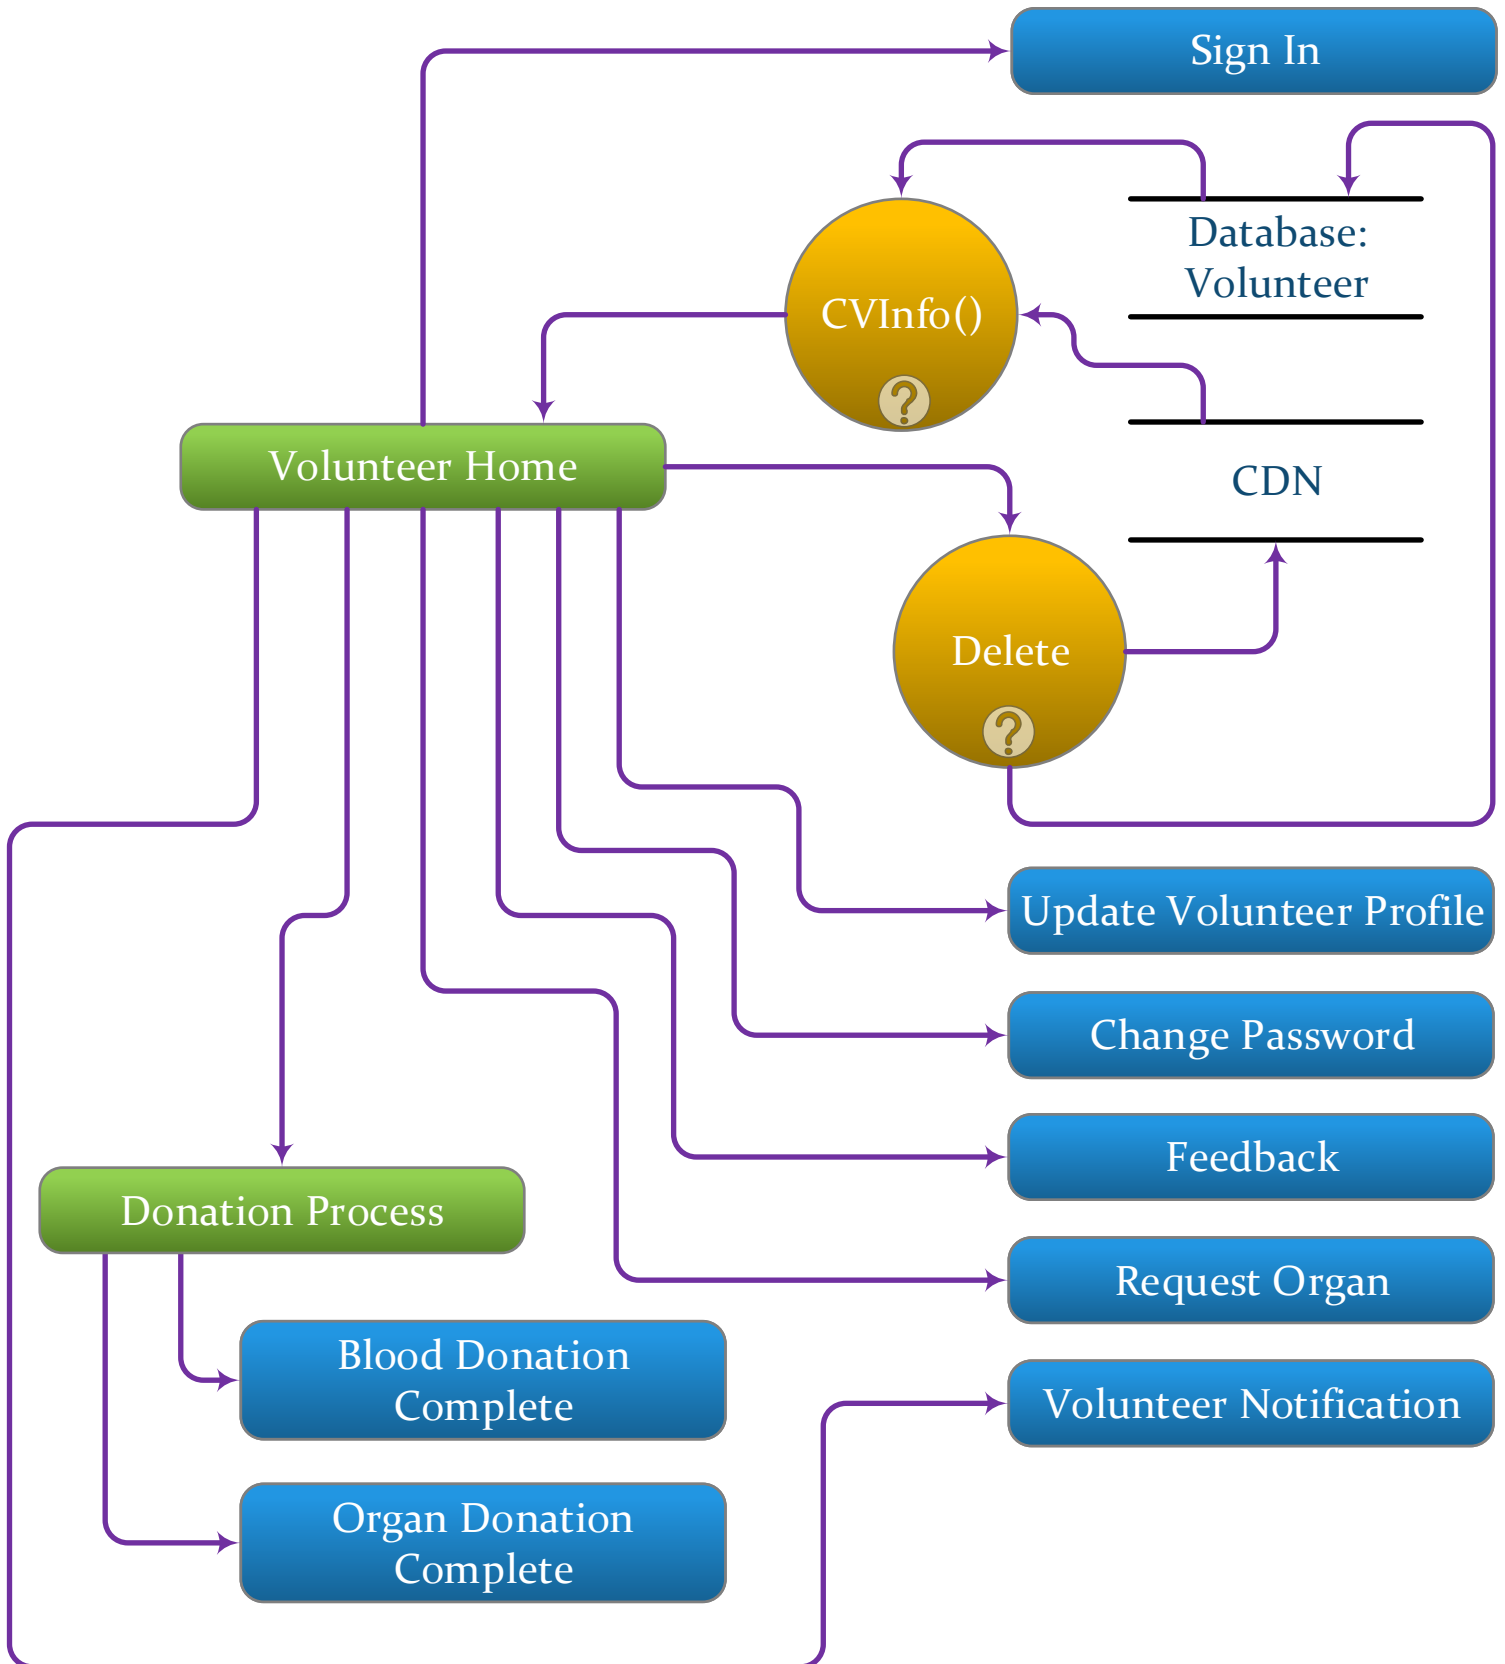 Sign In
Database:
Volunteer
CVInfo()
?
Volunteer Home
CDN
Delete
?
Update Volunteer Profile
Change Password
Feedback
Donation Process
Request Organ
Blood Donation
Complete
Volunteer Notification
Organ Donation
Complete